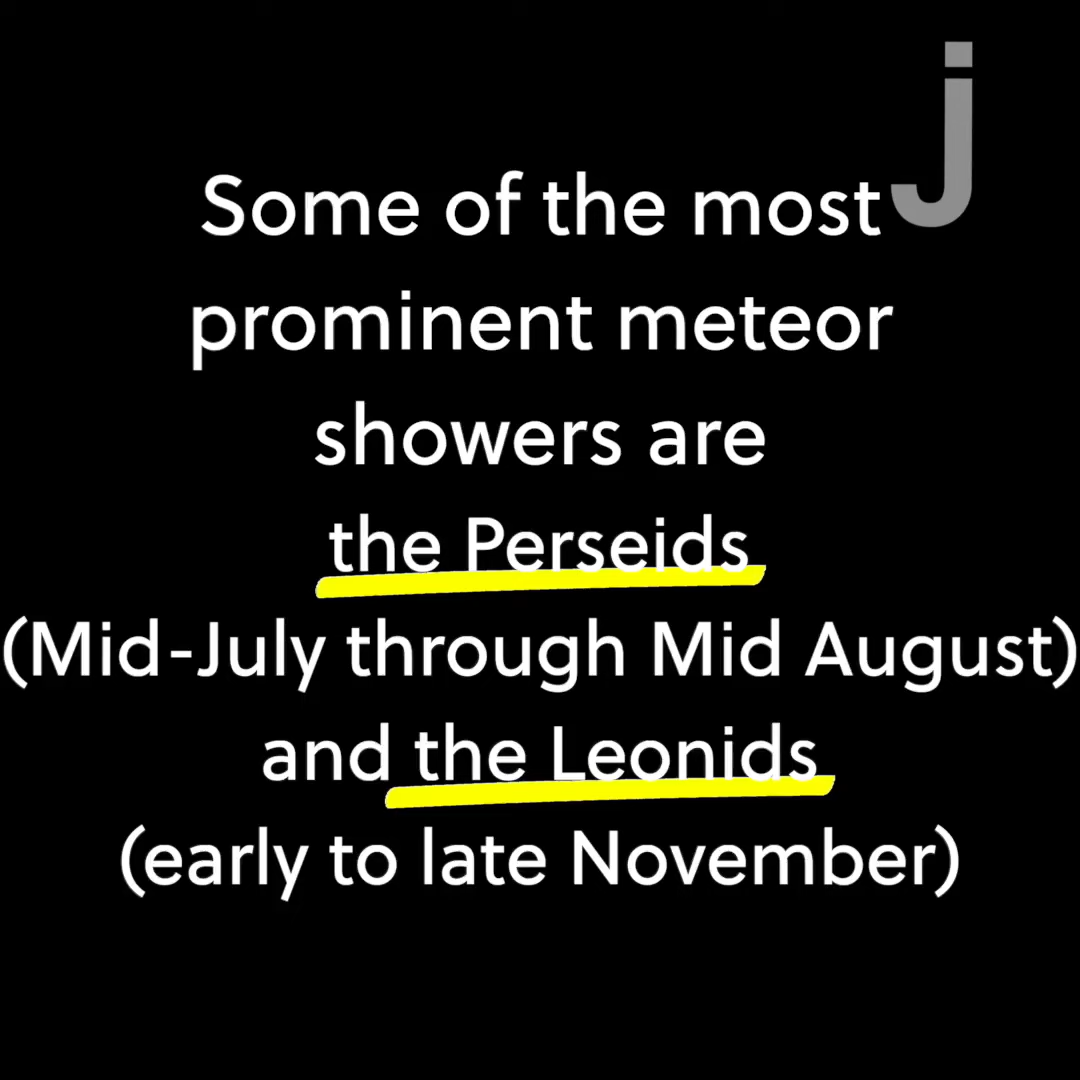 j
Some of the most
prominent meteor
showers are
the Perseids
(Mid-July through Mid August)
and the Leonids
(early to late November)